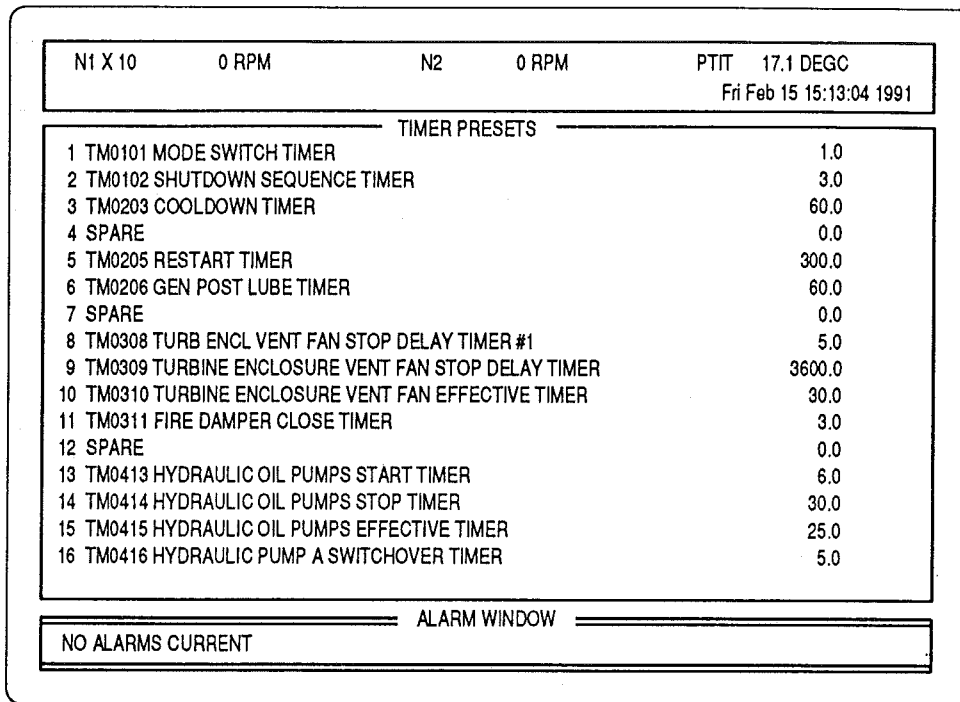 N1 X 10 0 RPM N2 0 RPM PTIT 17.1 DEGC
Fri Feb 15 15:13:04 1991
TIMER PRESETS
1 TM0101 MODE SWITCH TIMER 1.0
2 TM0102 SHUTDOWN SEQUENCE TIMER 3.0
3 TM0203 COOLDOWN TIMER 60.0
4 SPARE 0.0
5 TM0205 RESTART TIMER 300.0
6 TM0206 GEN POST LUBE TIMER 60.0
7 SPARE 0.0
8 TM0308 TURB ENCL VENT FAN STOP DELAY TIMER #1 5.0
9 TM0309 TURBINE ENCLOSURE VENT FAN STOP DELAY TIMER 3600.0
10 TM0310 TURBINE ENCLOSURE VENT FAN EFFECTIVE TIMER 30.0
11 TM0311 FIRE DAMPER CLOSE TIMER 3.0
12 SPARE 0.0
13 TM0413 HYDRAULIC OIL PUMPS START TIMER 6.0
14 TM0414 HYDRAULIC OIL PUMPS STOP TIMER 30.0
15 TM0415 HYDRAULIC OIL PUMPS EFFECTIVE TIMER 25.0
16 TM0416 HYDRAULIC PUMP A SWITCHOVER TIMER 5.0
ALARM WINDOW
NO ALARMS CURRENT